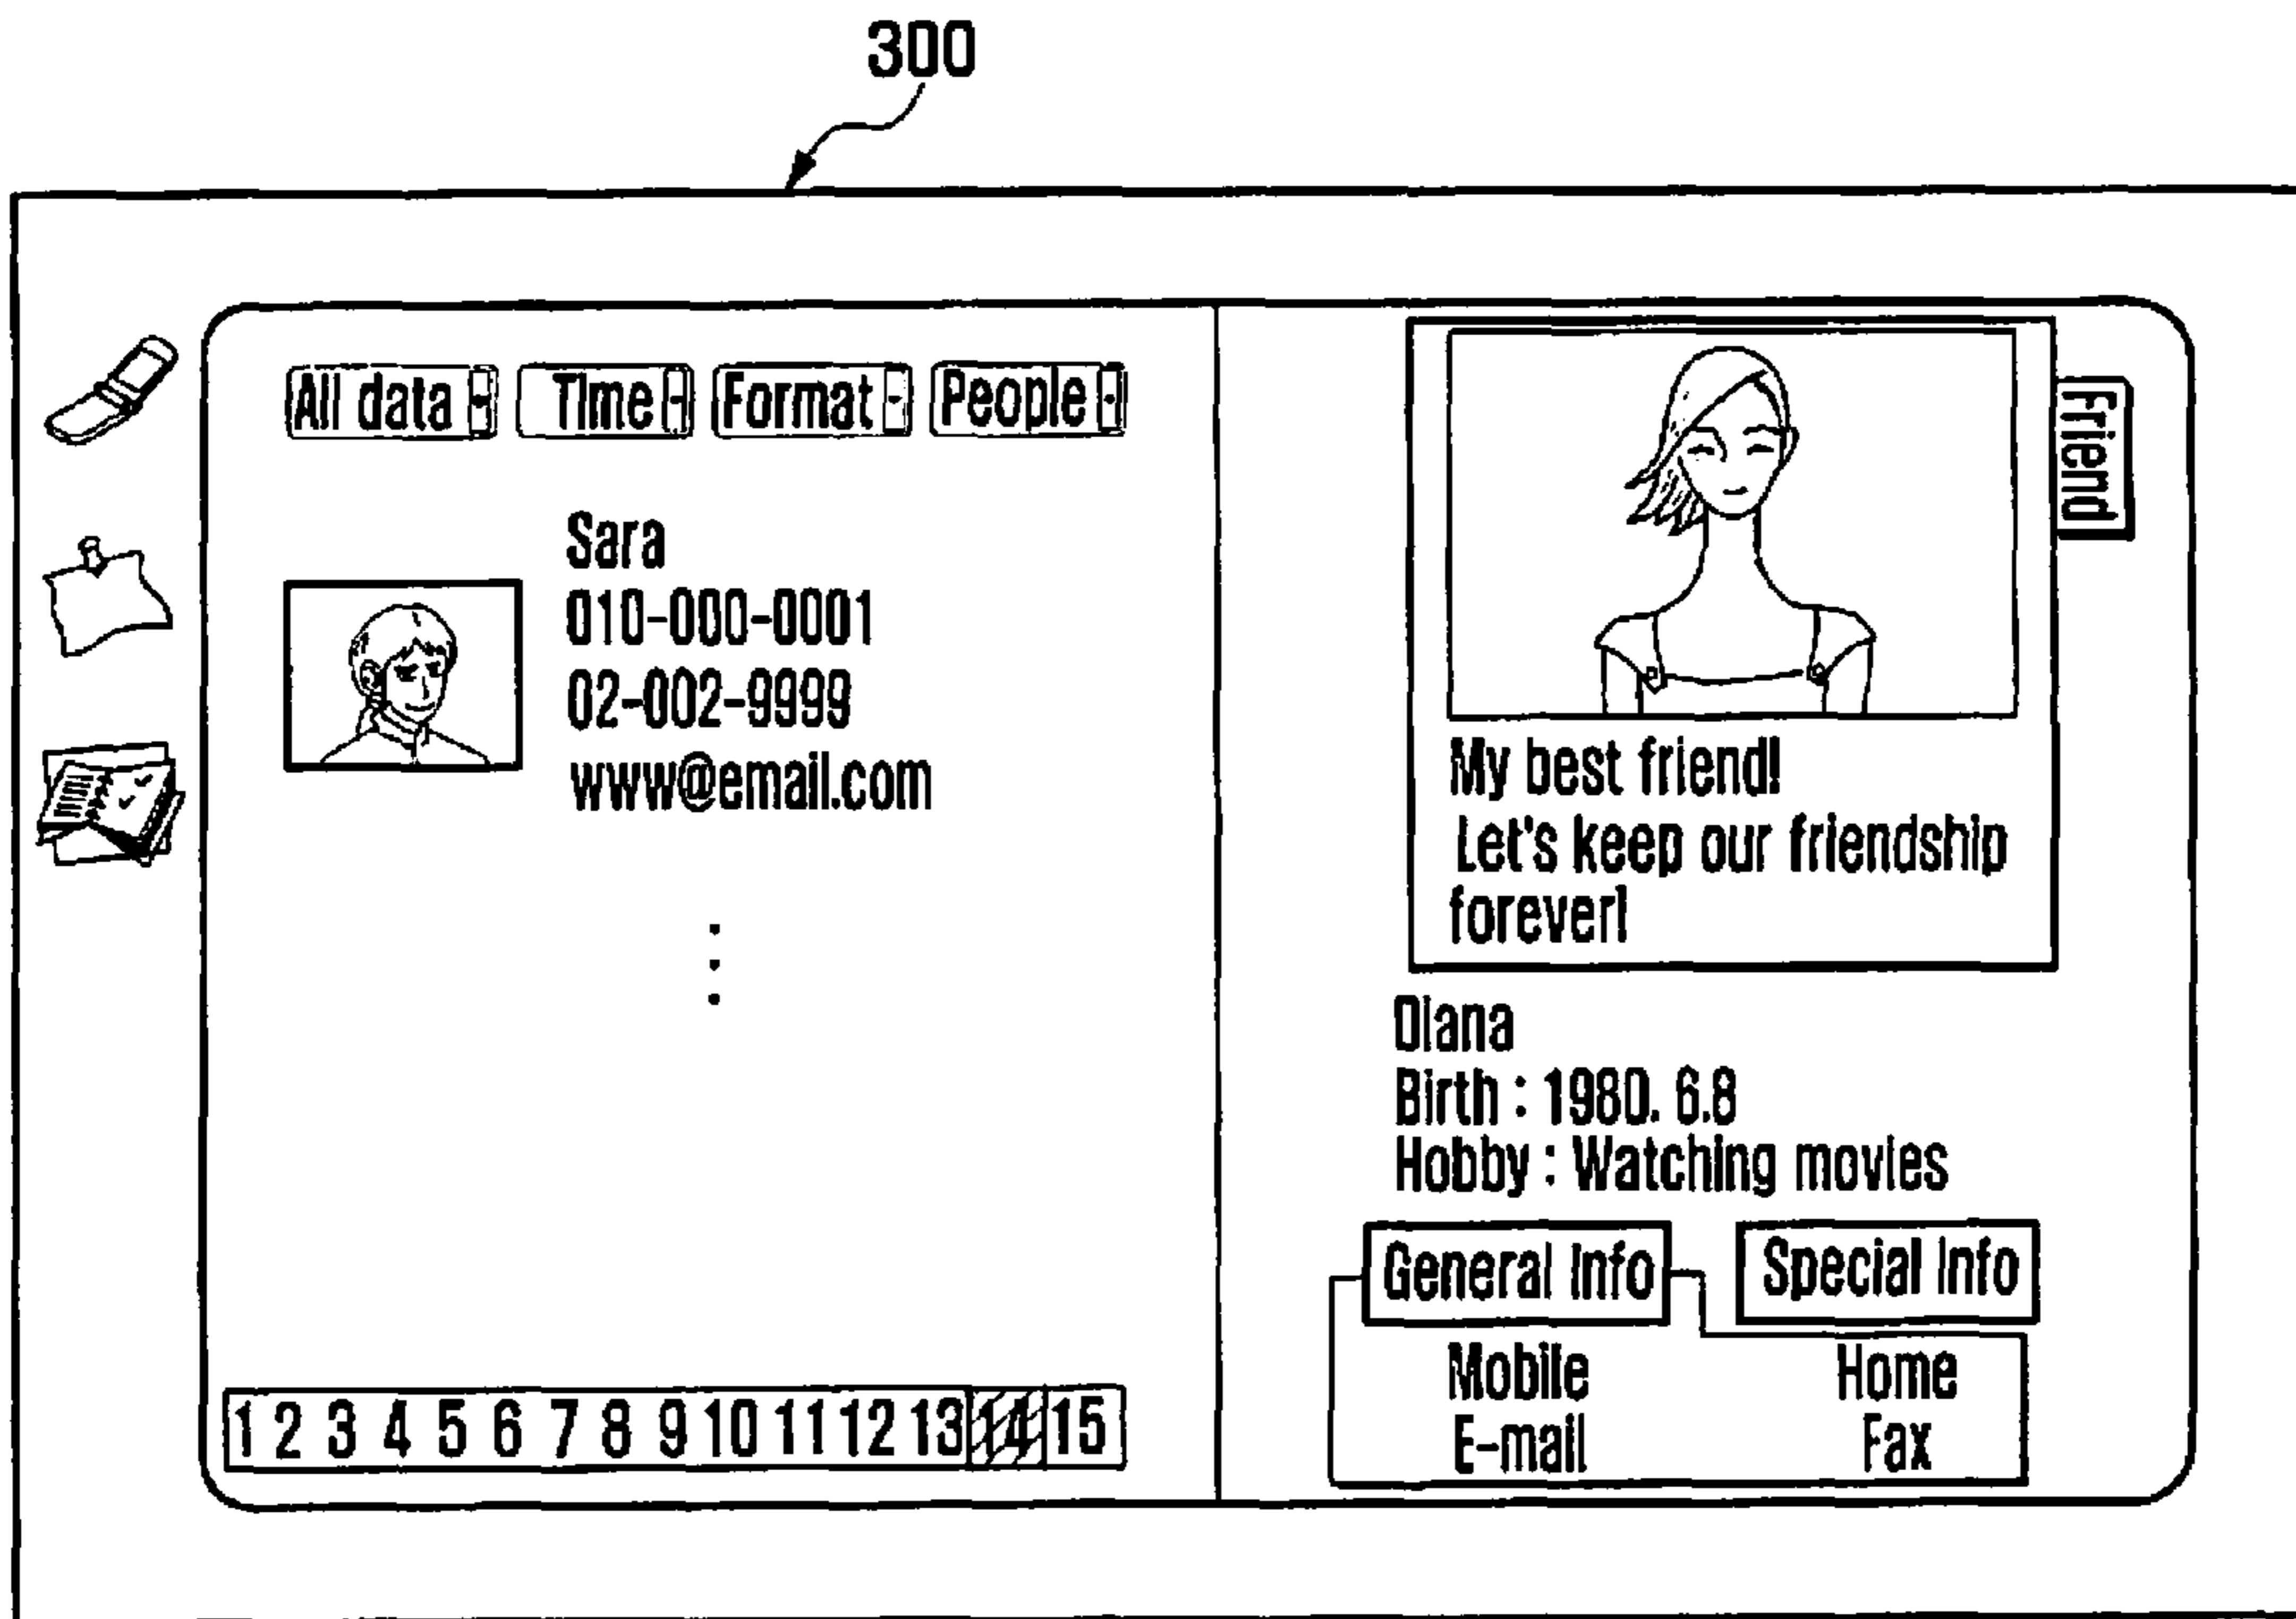 300
All data Time Format People
Sara
010-000-0001
02-002-9999
www@email.com
1 2 3 4 5 6 7 8 9 10 11 12 13 14 15
Friend
My best friend!
Let's keep our friendship
forever!
Diana
Birth : 1980. 6.8
Hobby : Watching movies
General Info Special Info
Mobile Home
E-mail Fax